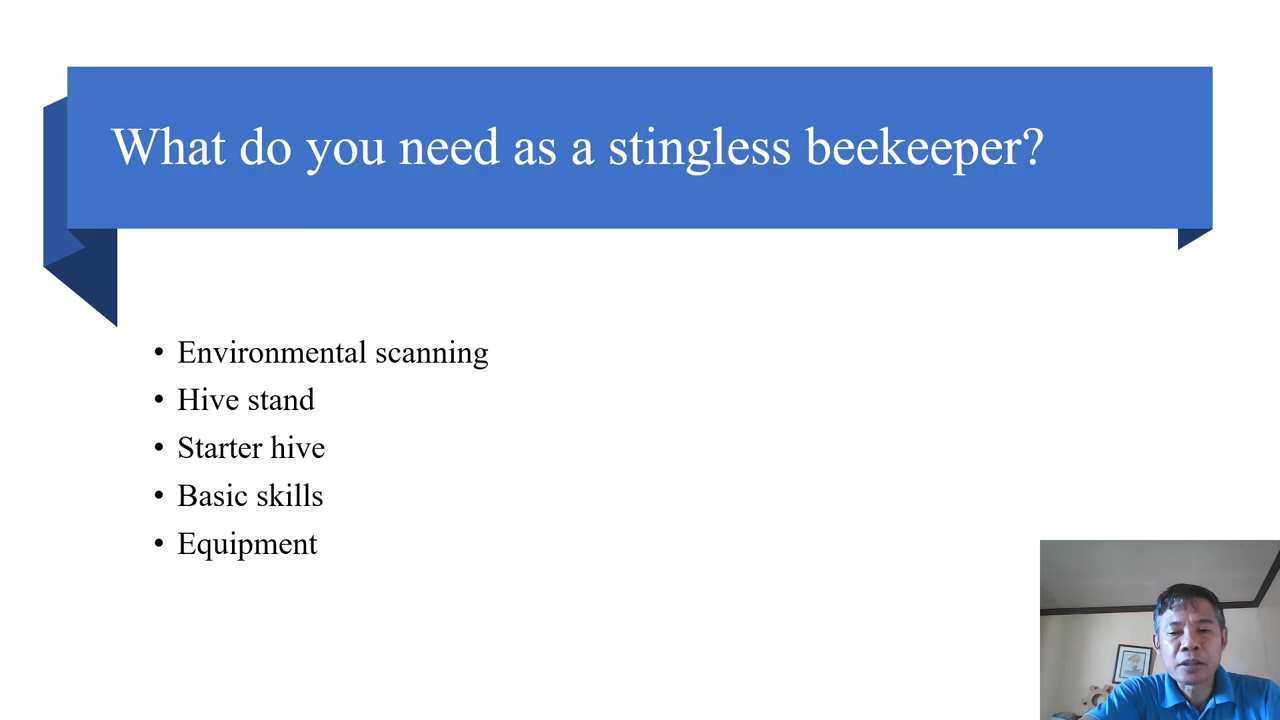 What do you need as a stingless beekeeper?
• Environmental scanning
• Hive stand
• Starter hive
• Basic skills
• Equipment